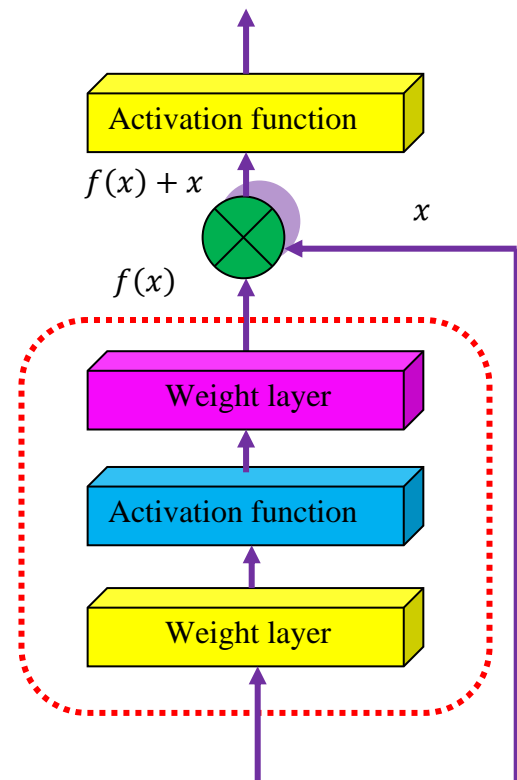 Activation function
f(x) + x
x
f(x)
Weight layer
Activation function
Weight layer